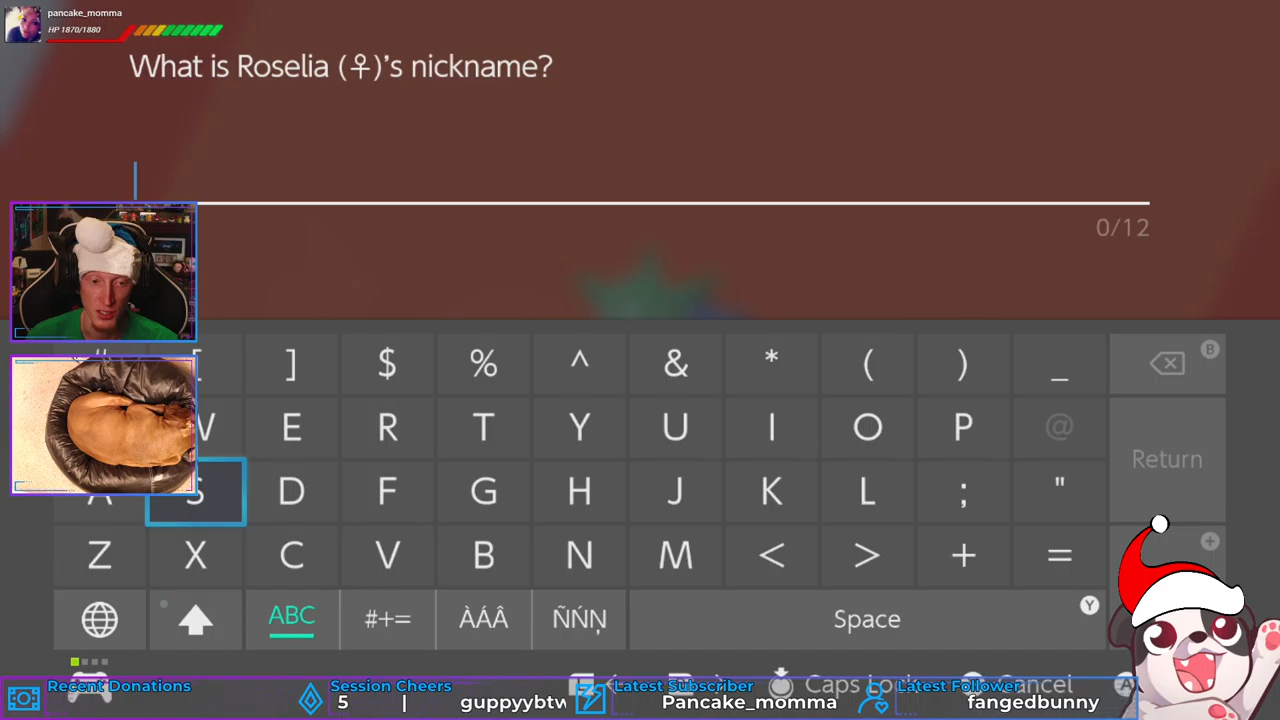 pancake_momma
HP 1870/1880
What is Roselia (♀)'s nickname?
0/12
[ ] $ % ^ & * ( ) _
E R T Y U I O P @
Return
A S D F G H J K L ; "
Z X C V B N M < > + =
ABC #+= ÀÁÂ ÑŃŅ Space
B
Y
A
Cancel
Recent Donations
Session Cheers
5 | guppyybtw
Latest Subscriber
Pancake_momma
Latest Follower
fangedbunny